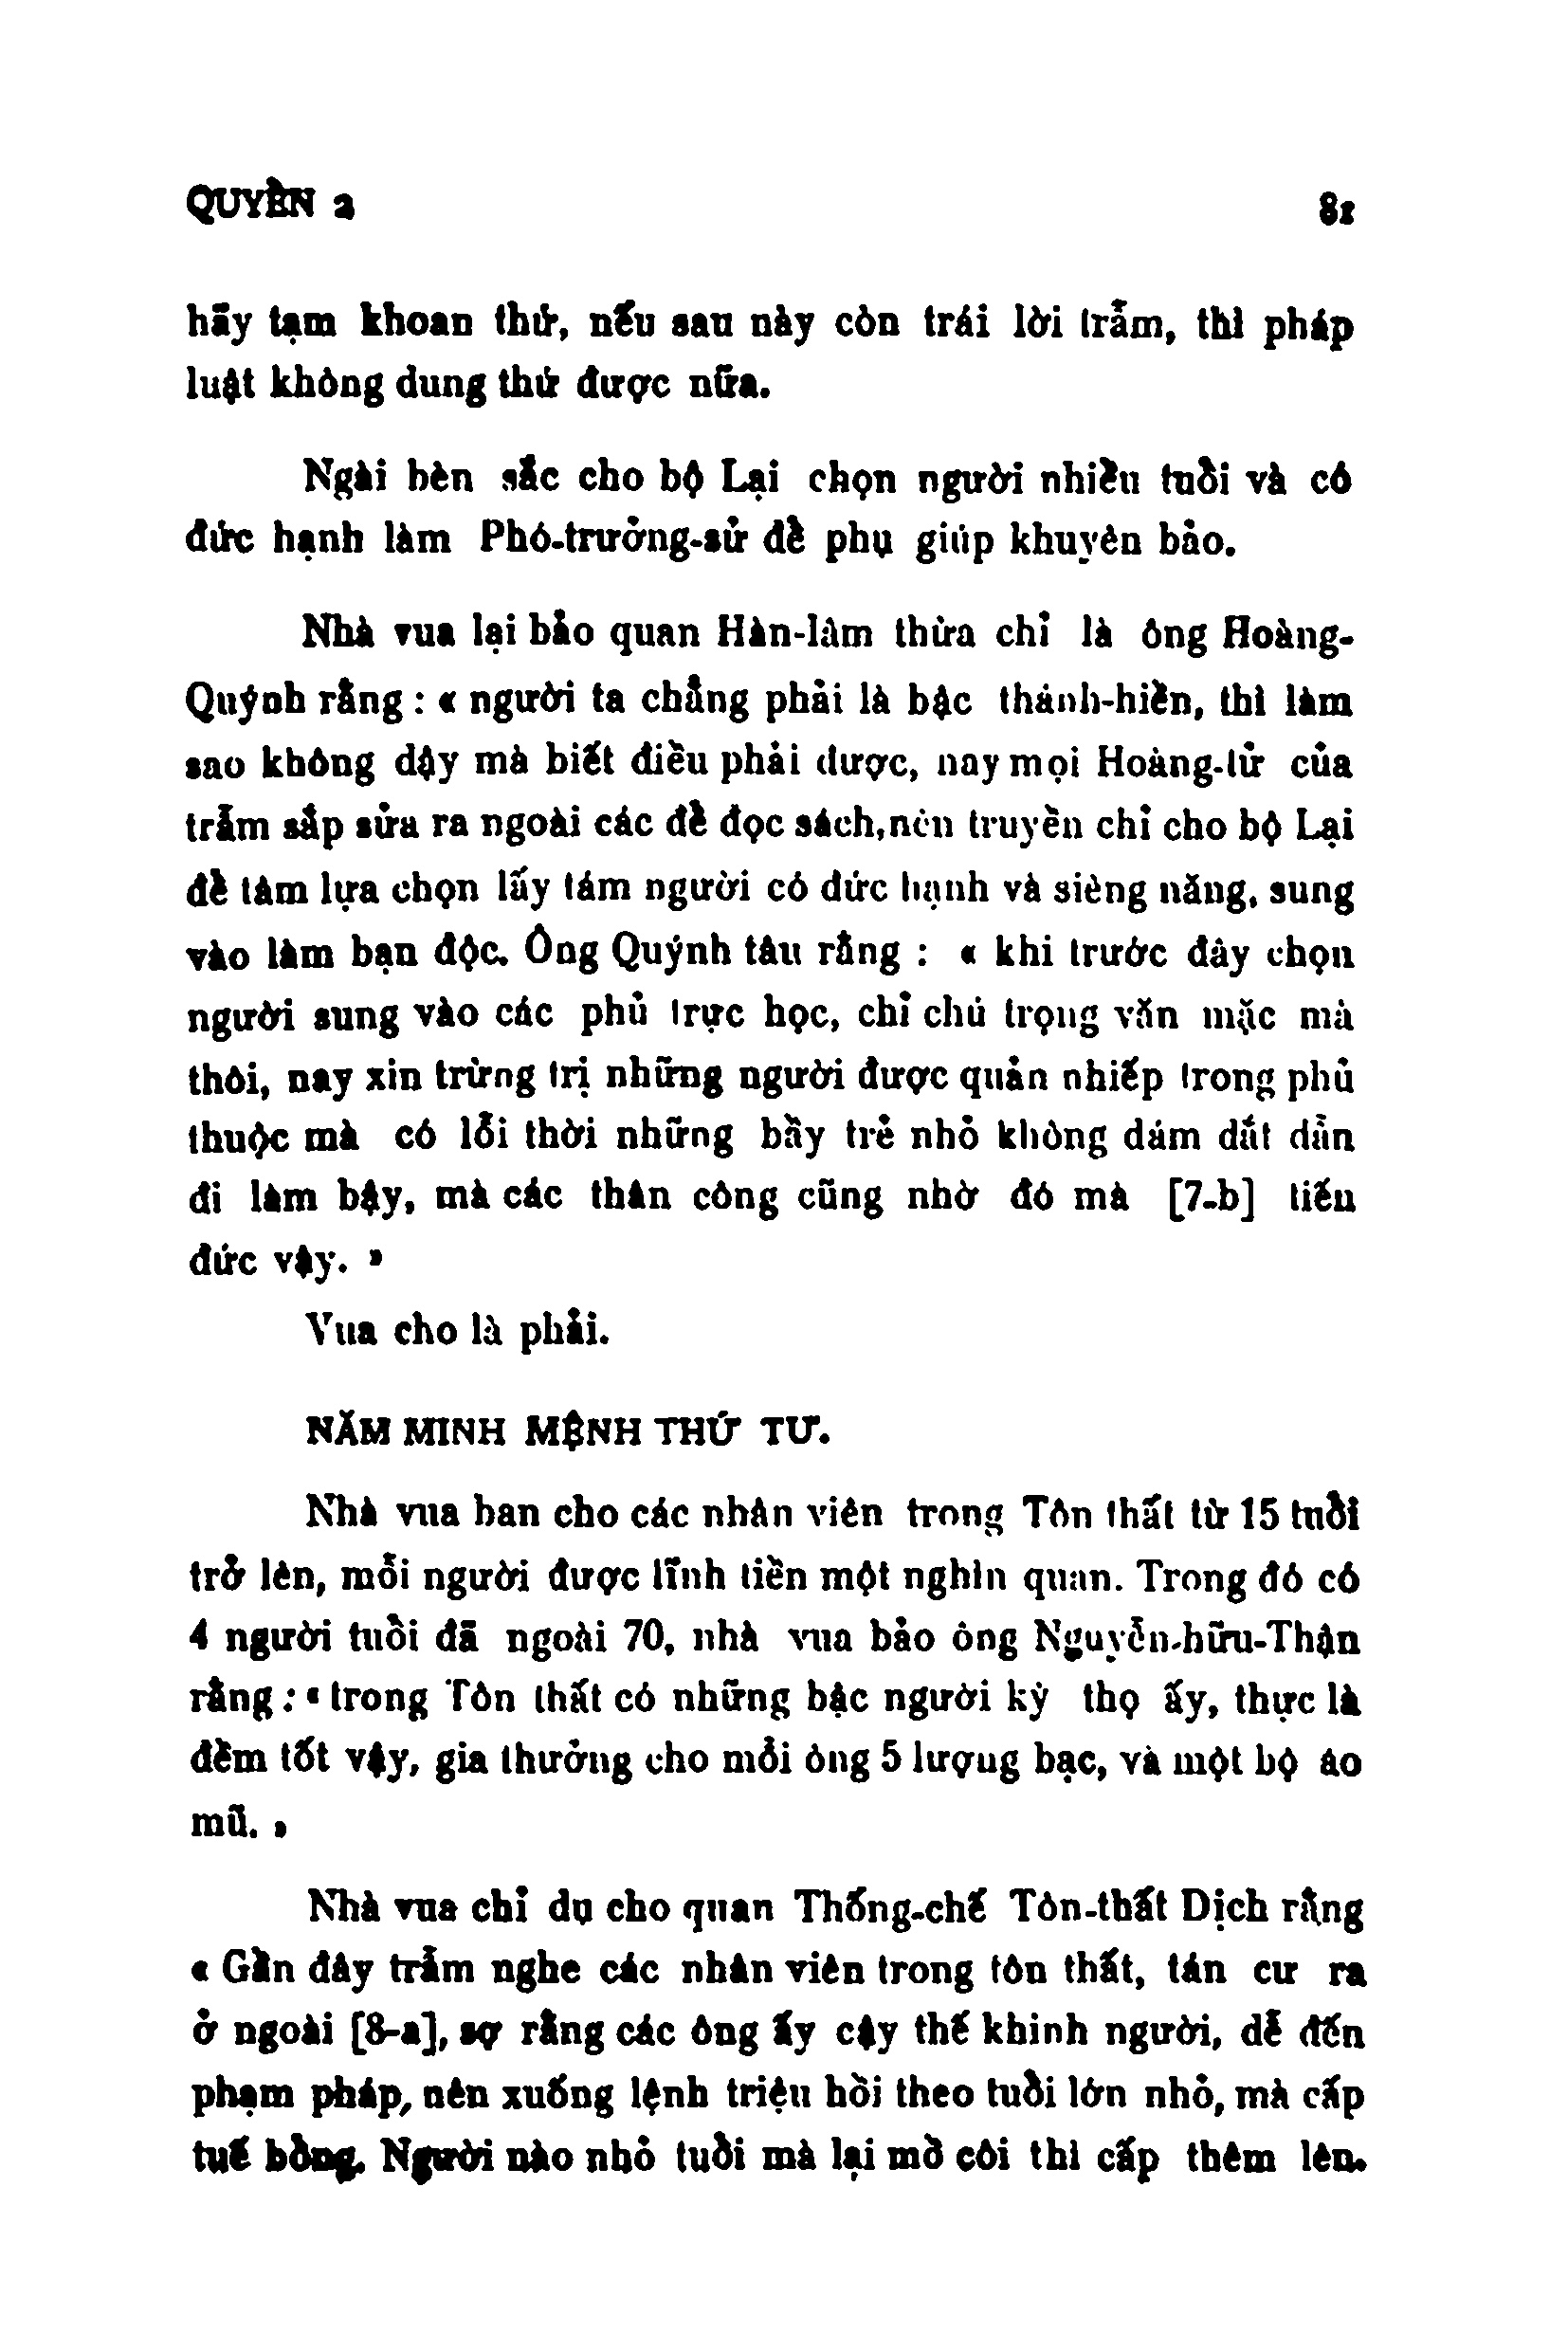 QUYỀN 2 81
hãy tạm khoan thứ, nếu sau này còn trái lời trẫm, thì pháp
luật không dung thứ được nữa.
Ngài bèn sắc cho bộ Lại chọn người nhiều tuổi và có
đức hạnh làm Phó-trưởng-sử để phụ giúp khuyên bảo.
Nhà vua lại bảo quan Hàn-lâm thừa chỉ là ông Hoàng-
Quýnh rằng : « người ta chẳng phải là bậc thánh-hiền, thì làm
sao không dậy mà biết điều phải được, nay mọi Hoàng-tử của
trẫm sắp sửa ra ngoài các để đọc sách, nên truyền chỉ cho bộ Lại
để tâm lựa chọn lấy tám người có đức hạnh và siêng năng, sung
vào làm bạn độc. Ông Quýnh tâu rằng : « khi trước đây chọn
người sung vào các phủ trực học, chỉ chú trọng văn mặc mà
thôi, nay xin trừng trị những người được quản nhiếp trong phủ
thuộc mà có lỗi thời những bầy trẻ nhỏ không dám dắt dẫn
đi làm bậy, mà các thân công cũng nhờ đó mà [7-b] tiến
đức vậy. »
Vua cho là phải.
NĂM MINH MỆNH THỨ TƯ.
Nhà vua ban cho các nhân viên trong Tôn thất từ 15 tuổi
trở lên, mỗi người được lĩnh tiền một nghìn quan. Trong đó có
4 người tuổi đã ngoài 70, nhà vua bảo ông Nguyễn-hữu-Thận
rằng : « trong Tôn thất có những bậc người kỳ thọ ấy, thực là
đềm tốt vậy, gia thưởng cho mỗi ông 5 lượng bạc, và một bộ áo
mũ. »
Nhà vua chỉ dụ cho quan Thống-chế Tôn-thất Dịch rằng
« Gần đây trẫm nghe các nhân viên trong tôn thất, tán cư ra
ở ngoài [8-a], sợ rằng các ông ấy cậy thế khinh người, dễ đến
phạm pháp, nên xuống lệnh triệu hồi theo tuổi lớn nhỏ, mà cấp
tuế bổng. Người nào nhỏ tuổi mà lại mồ côi thì cấp thêm lên.